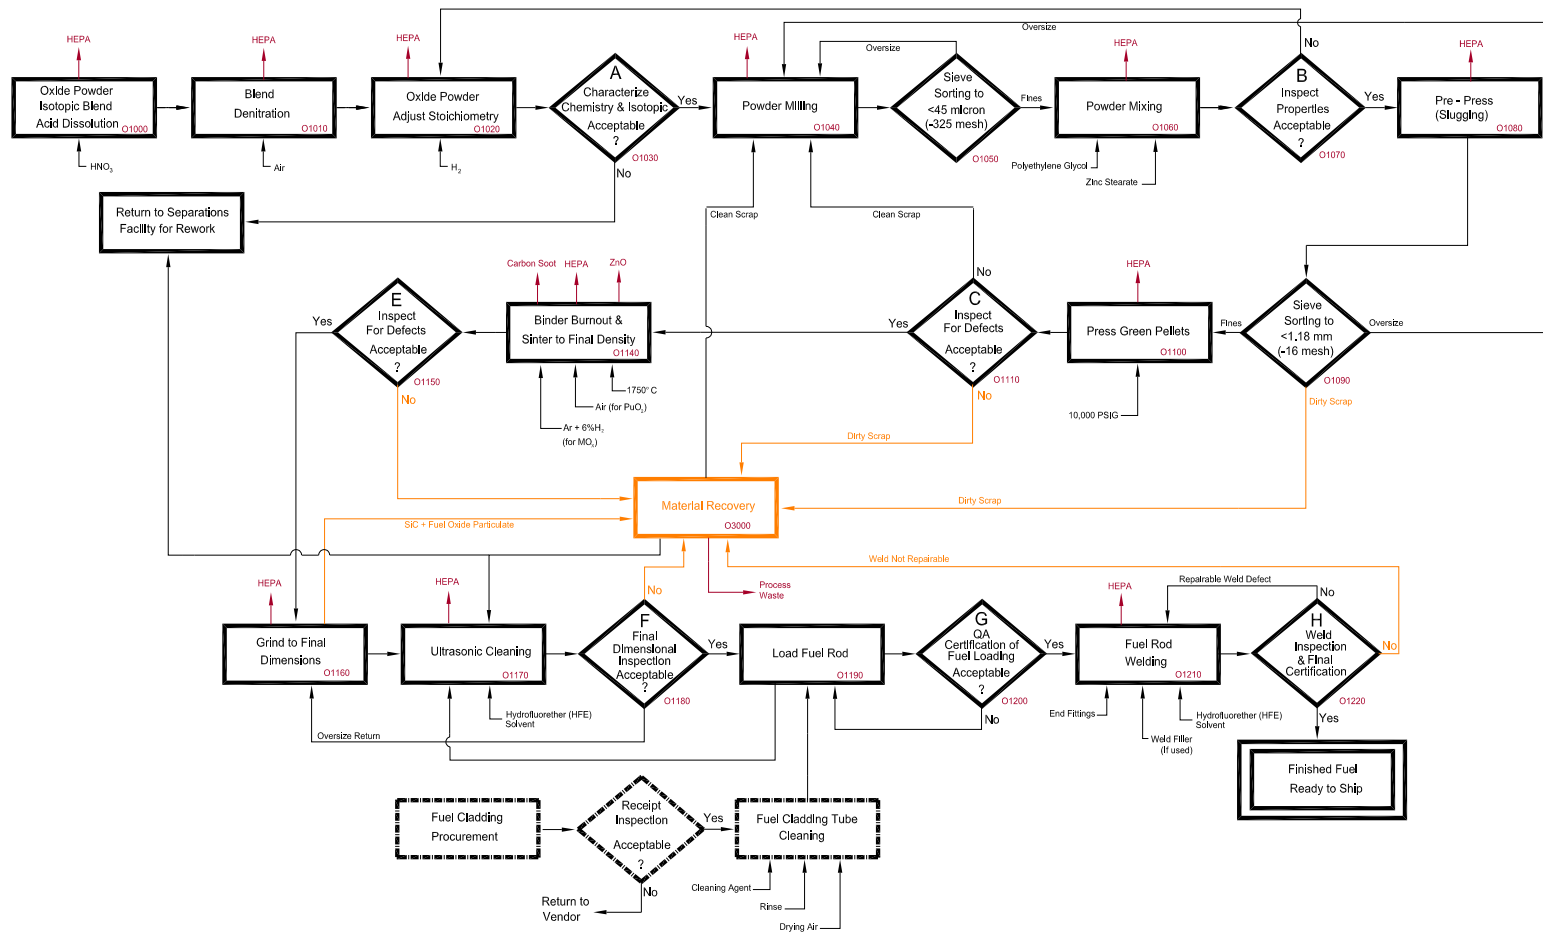 Oversize
No
HEPA
HEPA
HEPA
HEPA
Oversize
HEPA
HEPA
Oxide Powder
Isotopic Blend
Acid Dissolution
O1000
Blend
Denitration
O1010
Oxide Powder
Adjust Stoichiometry
O1020
A
Characterize
Chemistry & Isotopic
Acceptable
?
O1030
Yes
No
Powder Milling
O1040
Sieve
Sorting to
<45 micron
(-325 mesh)
O1050
Fines
Powder Mixing
O1060
B
Inspect
Properties
Acceptable
?
O1070
Yes
Pre - Press
(Slugging)
O1080
HNO3
Air
H2
Polyethylene Glycol
Zinc Stearate
Return to Separations
Facility for Rework
Clean Scrap
Clean Scrap
Carbon Soot
HEPA
ZnO
HEPA
E
Inspect
For Defects
Acceptable
?
O1150
Yes
No
Binder Burnout &
Sinter to Final Density
O1140
1750° C
Air (for PuO2)
Ar + 6%H2
(for MO2)
Yes
No
C
Inspect
For Defects
Acceptable
?
O1110
No
Press Green Pellets
O1100
10,000 PSIG
Fines
Sieve
Sorting to
<1.18 mm
(-16 mesh)
O1090
Oversize
Dirty Scrap
Dirty Scrap
Dirty Scrap
Material Recovery
O3000
SiC + Fuel Oxide Particulate
Weld Not Repairable
Process
Waste
HEPA
HEPA
No
HEPA
Repairable Weld Defect
No
Grind to Final
Dimensions
O1160
Ultrasonic Cleaning
O1170
F
Final
Dimensional
Inspection
Acceptable
?
O1180
Yes
Load Fuel Rod
O1190
G
QA
Certification of
Fuel Loading
Acceptable
?
O1200
Yes
No
Fuel Rod
Welding
O1210
H
Weld
Inspection
& Final
Certification
O1220
No
Yes
Hydrofluorether (HFE)
Solvent
Oversize Return
End Fittings
Weld Filler
(If used)
Hydrofluorether (HFE)
Solvent
Finished Fuel
Ready to Ship
Fuel Cladding
Procurement
Receipt
Inspection
Acceptable
?
Yes
No
Fuel Cladding Tube
Cleaning
Return to
Vendor
Cleaning Agent
Rinse
Drying Air